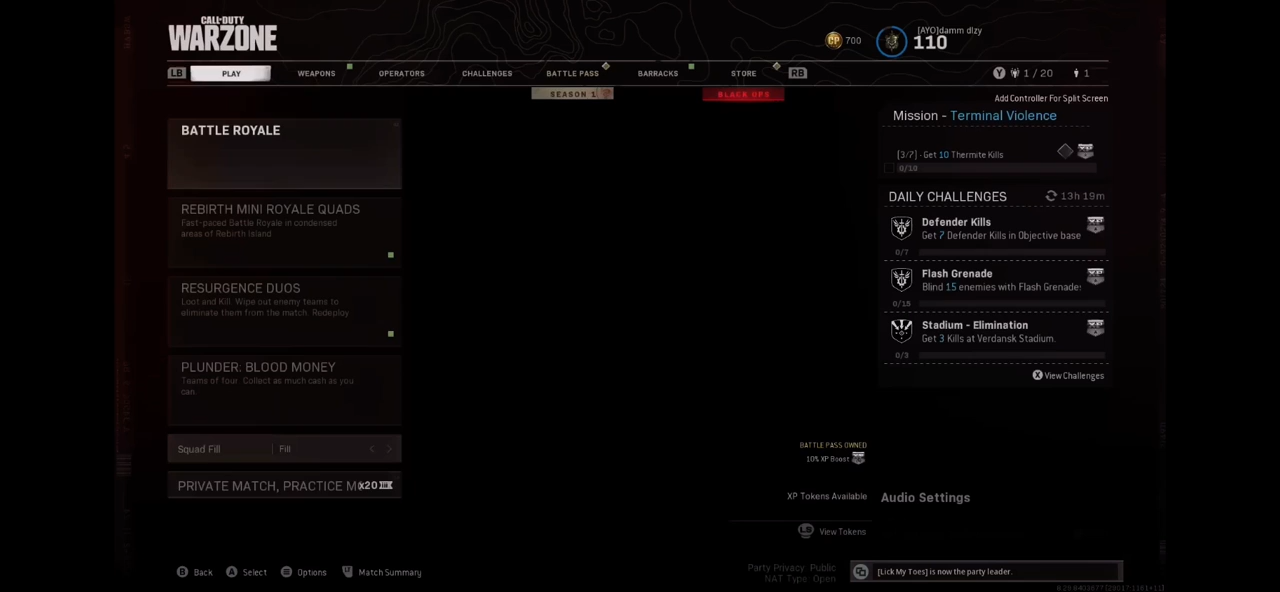 CALL OF DUTY
WARZONE
CP 700
[AYO]damm dlzy
110
LB PLAY WEAPONS OPERATORS CHALLENGES BATTLE PASS BARRACKS STORE RB
Y 1 / 20 1
SEASON 1
BLACK OPS
Add Controller For Split Screen
BATTLE ROYALE
REBIRTH MINI ROYALE QUADS
Fast-paced Battle Royale in condensed
areas of Rebirth Island
RESURGENCE DUOS
Loot and Kill. Wipe out enemy teams to
eliminate them from the match. Redeploy
PLUNDER: BLOOD MONEY
Teams of four. Collect as much cash as you
can.
Squad Fill Fill
PRIVATE MATCH, PRACTICE M
x20
Mission - Terminal Violence
[3/7] - Get 10 Thermite Kills
0/10
DAILY CHALLENGES 13h 19m
Defender Kills
Get 7 Defender Kills in Objective base
0/7
Flash Grenade
Blind 15 enemies with Flash Grenades
0/15
Stadium - Elimination
Get 3 Kills at Verdansk Stadium.
0/3
X View Challenges
BATTLE PASS OWNED
10% XP Boost
XP Tokens Available
Audio Settings
LS View Tokens
B Back A Select Options Match Summary
Party Privacy Public
NAT Type Open
[Lick My Toes] is now the party leader.